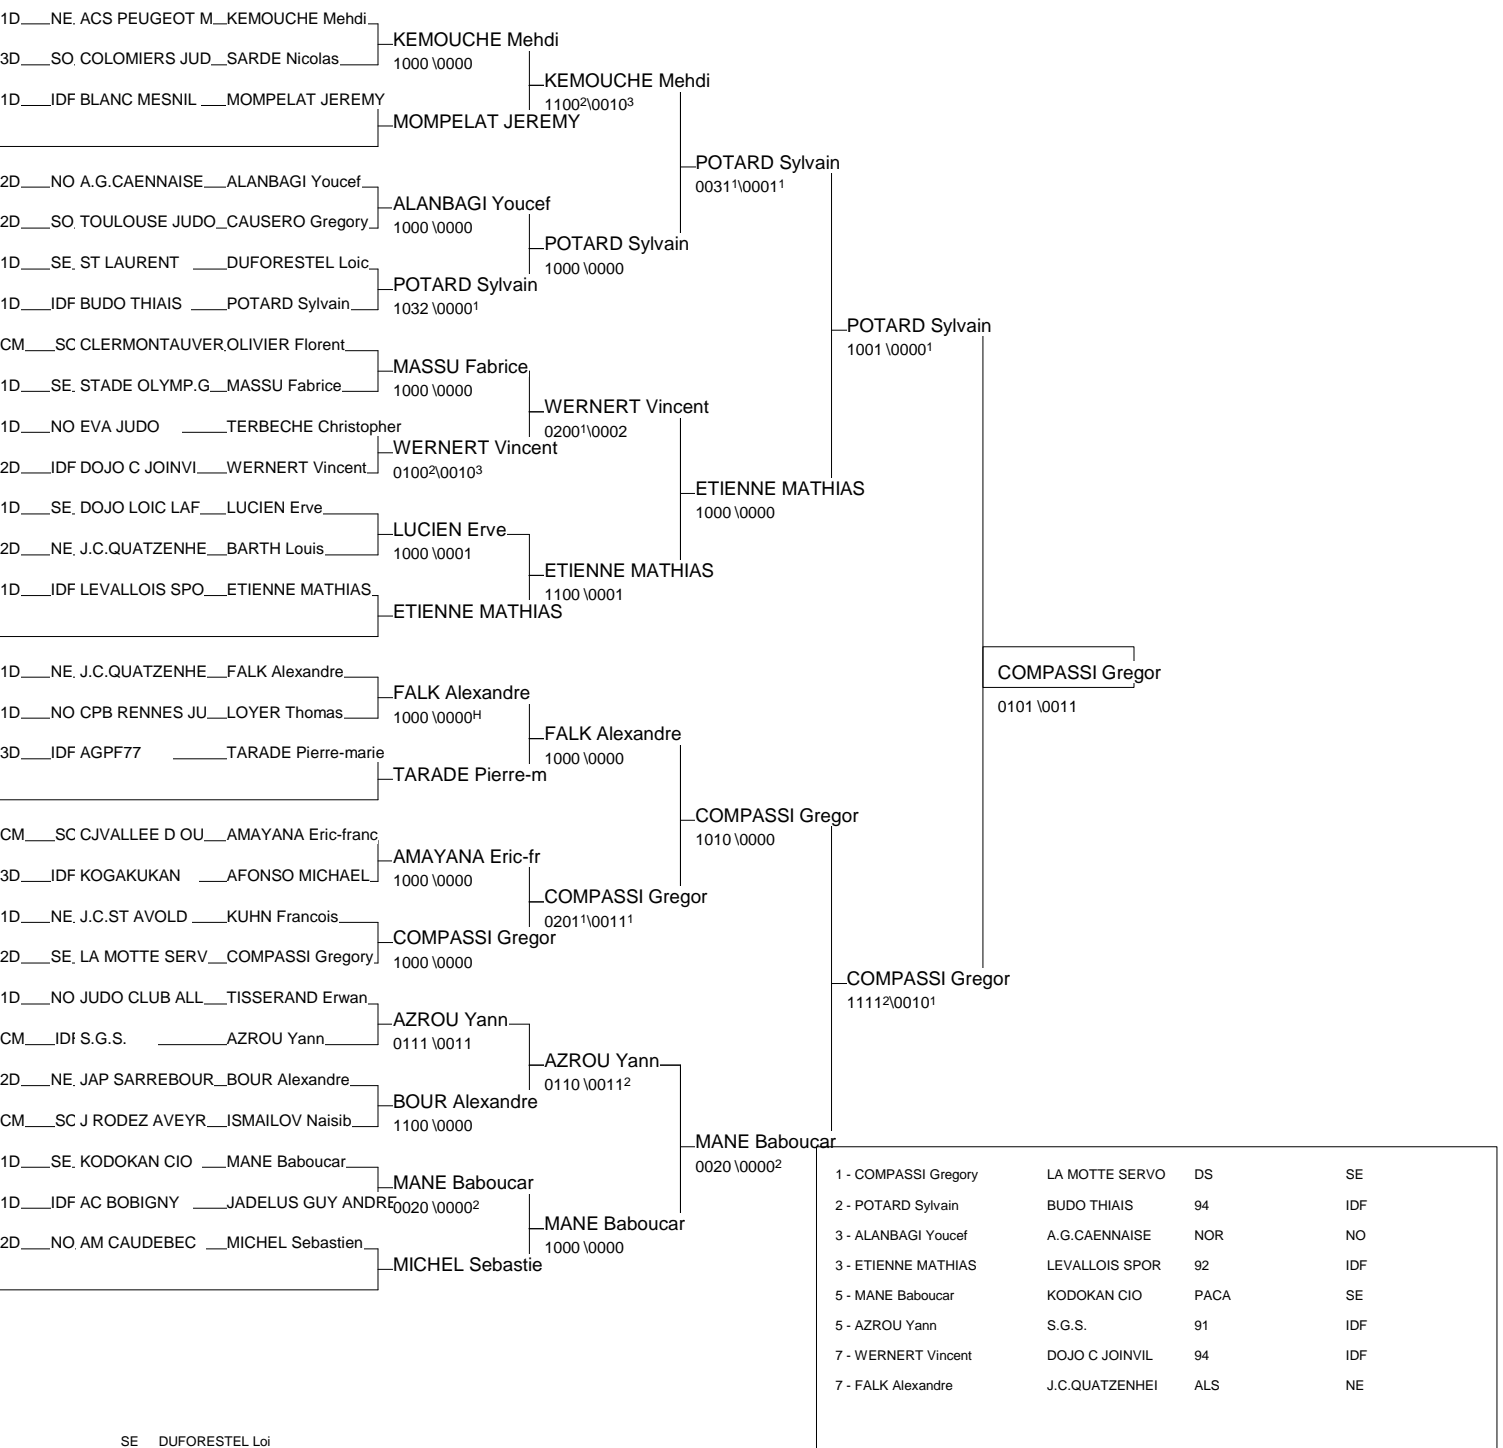 1D NE ACS PEUGEOT M KEMOUCHE Mehdi
KEMOUCHE Mehdi
3D SO COLOMIERS JUD SARDE Nicolas
1000 \0000
KEMOUCHE Mehdi
1D IDF BLANC MESNIL MOMPELAT JEREMY
1100²\0010³
MOMPELAT JEREMY
POTARD Sylvain
2D NO A.G.CAENNAISE ALANBAGI Youcef
0031¹\0001¹
ALANBAGI Youcef
2D SO TOULOUSE JUDO CAUSERO Gregory
1000 \0000
POTARD Sylvain
1D SE ST LAURENT DUFORESTEL Loic
1000 \0000
POTARD Sylvain
1D IDF BUDO THIAIS POTARD Sylvain
1032 \0000¹
POTARD Sylvain
CM SO CLERMONTAUVER OLIVIER Florent
1001 \0000¹
MASSU Fabrice
1D SE STADE OLYMP.G MASSU Fabrice
1000 \0000
WERNERT Vincent
1D NO EVA JUDO TERBECHE Christopher
0200¹\0002
WERNERT Vincent
2D IDF DOJO C JOINVI WERNERT Vincent
0100²\0010³
ETIENNE MATHIAS
1D SE DOJO LOIC LAF LUCIEN Erve
1000 \0000
LUCIEN Erve
2D NE J.C.QUATZENHE BARTH Louis
1000 \0001
ETIENNE MATHIAS
1D IDF LEVALLOIS SPO ETIENNE MATHIAS
1100 \0001
ETIENNE MATHIAS
1D NE J.C.QUATZENHE FALK Alexandre
COMPASSI Gregor
FALK Alexandre
0101 \0011
1D NO CPB RENNES JU LOYER Thomas
1000 \0000ᴴ
FALK Alexandre
3D IDF AGPF77 TARADE Pierre-marie
1000 \0000
TARADE Pierre-m
COMPASSI Gregor
CM SO CJVALLEE D OU AMAYANA Eric-franc
1010 \0000
AMAYANA Eric-fr
3D IDF KOGAKUKAN AFONSO MICHAEL
1000 \0000
COMPASSI Gregor
1D NE J.C.ST AVOLD KUHN Francois
0201¹\0011¹
COMPASSI Gregor
2D SE LA MOTTE SERV COMPASSI Gregory
1000 \0000
COMPASSI Gregor
1D NO JUDO CLUB ALL TISSERAND Erwan
1111²\0010¹
AZROU Yann
CM IDF S.G.S. AZROU Yann
0111 \0011
AZROU Yann
2D NE JAP SARREBOUR BOUR Alexandre
0110 \0011²
BOUR Alexandre
CM SO J RODEZ AVEYR ISMAILOV Naisib
1100 \0000
MANE Baboucar
1D SE KODOKAN CIO MANE Baboucar
0020 \0000²
MANE Baboucar
1D IDF AC BOBIGNY JADELUS GUY ANDRE
0020 \0000²
MANE Baboucar
2D NO AM CAUDEBEC MICHEL Sebastien
1000 \0000
MICHEL Sebastie
1 - COMPASSI Gregory LA MOTTE SERVO DS SE
2 - POTARD Sylvain BUDO THIAIS 94 IDF
3 - ALANBAGI Youcef A.G.CAENNAISE NOR NO
3 - ETIENNE MATHIAS LEVALLOIS SPOR 92 IDF
5 - MANE Baboucar KODOKAN CIO PACA SE
5 - AZROU Yann S.G.S. 91 IDF
7 - WERNERT Vincent DOJO C JOINVIL 94 IDF
7 - FALK Alexandre J.C.QUATZENHEI ALS NE
SE DUFORESTEL Loi